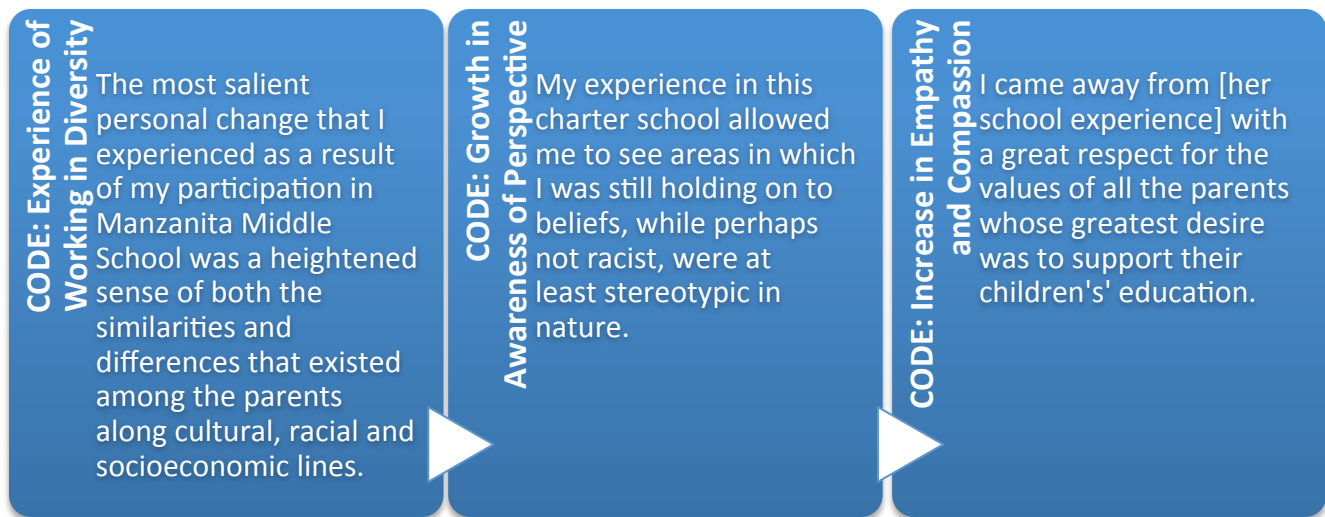 CODE: Experience of
Working in Diversity
The most salient
personal change that I
experienced as a result
of my participation in
Manzanita Middle
School was a heightened
sense of both the
similarities and
differences that existed
among the parents
along cultural, racial and
socioeconomic lines.
CODE: Growth in
Awareness of Perspective
My experience in this
charter school allowed
me to see areas in which
I was still holding on to
beliefs, while perhaps
not racist, were at
least stereotypic in
nature.
CODE: Increase in Empathy
and Compassion
I came away from [her
school experience] with
a great respect for the
values of all the parents
whose greatest desire
was to support their
children's' education.